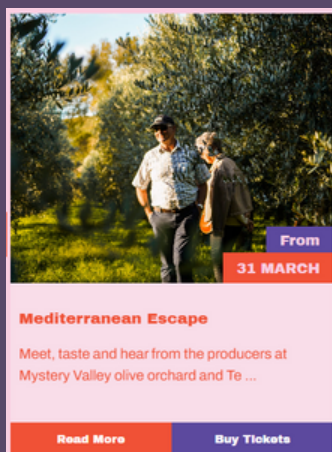 From
31 MARCH
Mediterranean Escape
Meet, taste and hear from the producers at
Mystery Valley olive orchard and Te ...
Read More
Buy Tickets